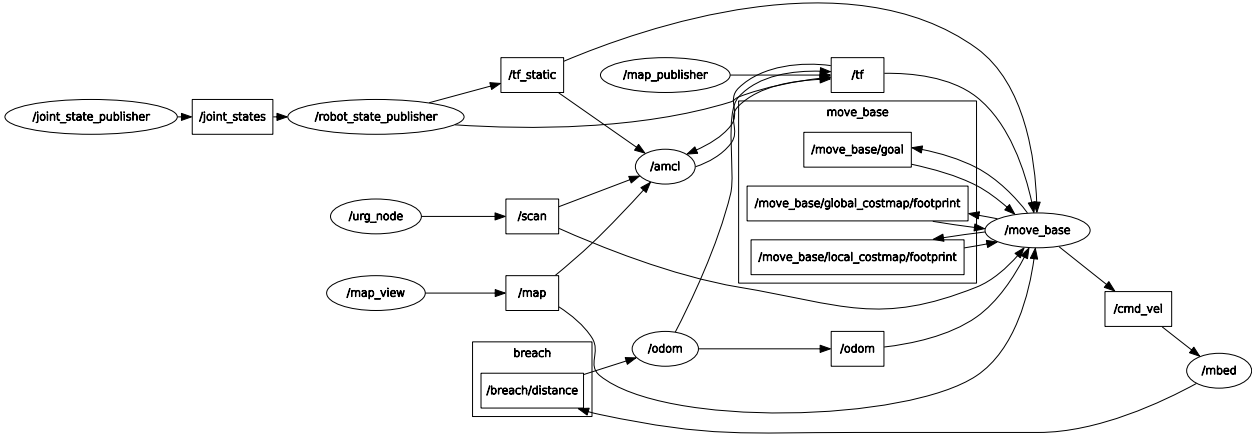 /tf_static
/map_publisher
/tf
/joint_state_publisher
/joint_states
/robot_state_publisher
move_base
/move_base/goal
/amcl
/urg_node
/scan
/move_base/global_costmap/footprint
/move_base
/move_base/local_costmap/footprint
/map_view
/map
/cmd_vel
breach
/odom
/odom
/mbed
/breach/distance